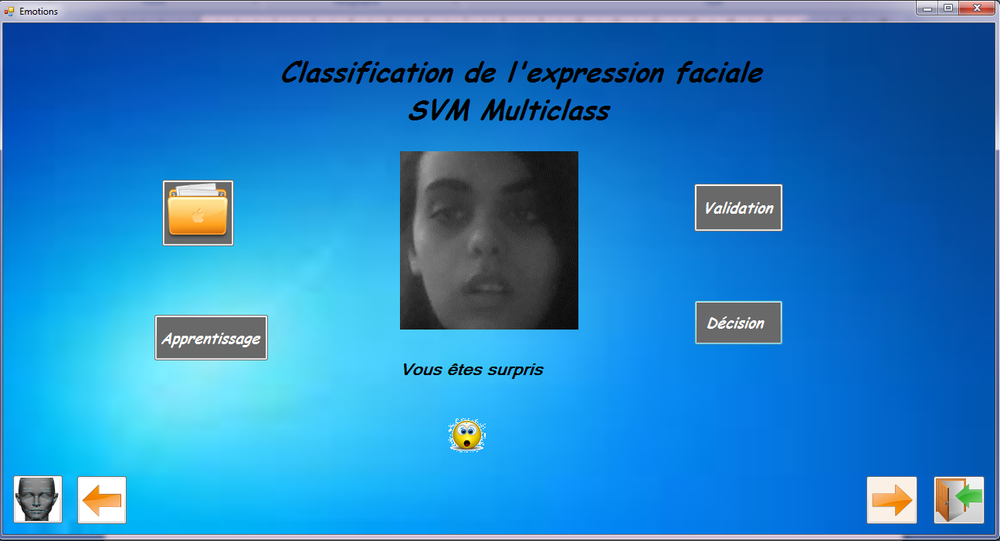 Emotions
Classification de l'expression faciale
SVM Multiclass
Validation
Apprentissage
Décision
Vous êtes surpris